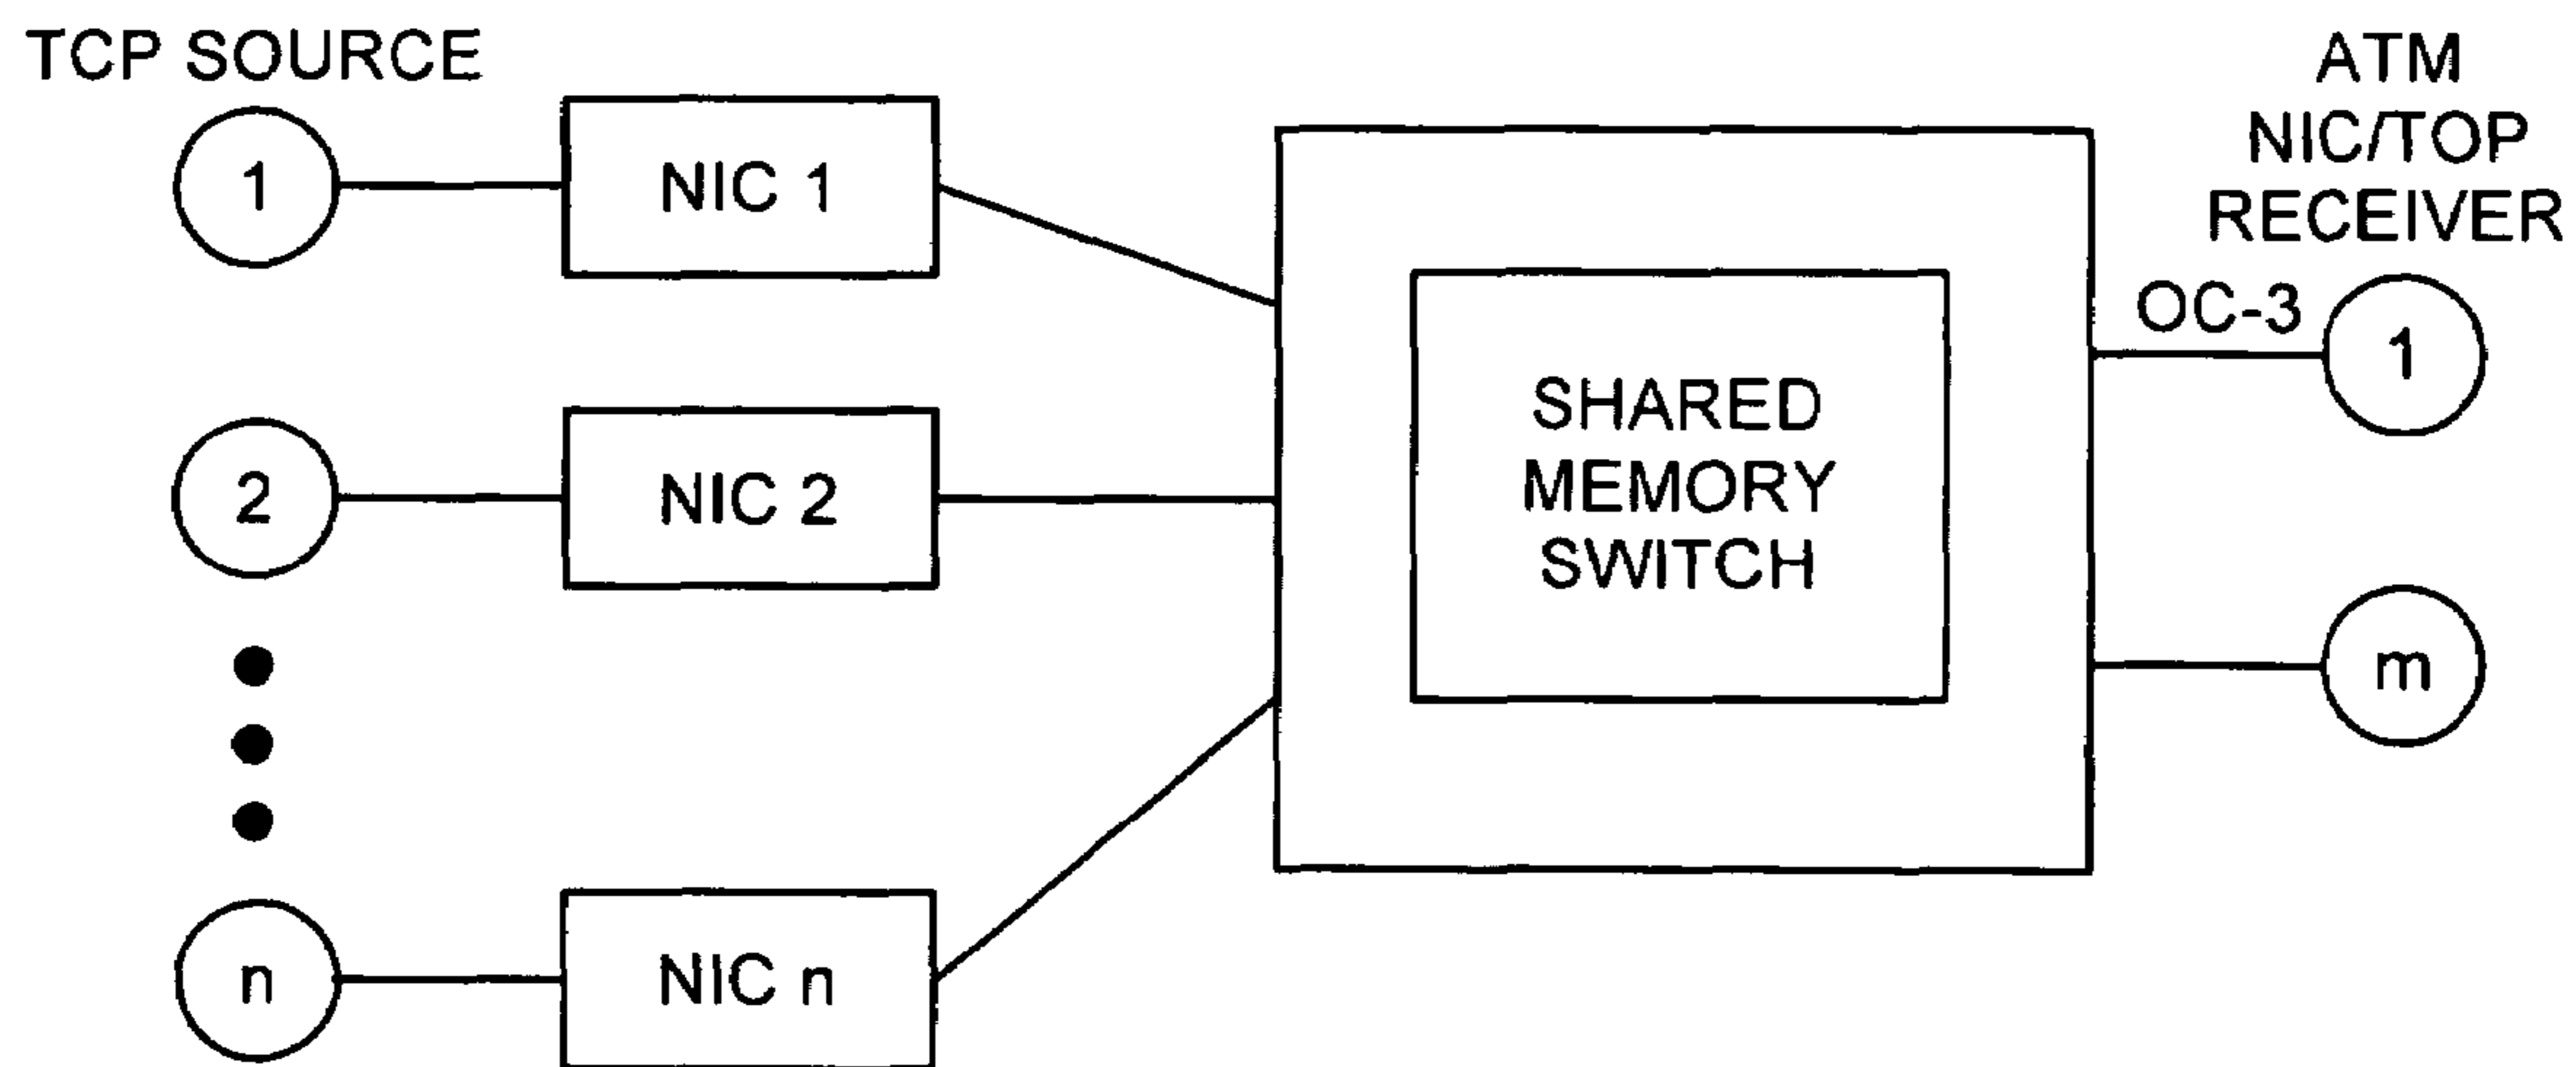 TCP SOURCE
1
NIC 1
2
NIC 2
n
NIC n
SHARED
MEMORY
SWITCH
ATM
NIC/TOP
RECEIVER
OC-3
1
m